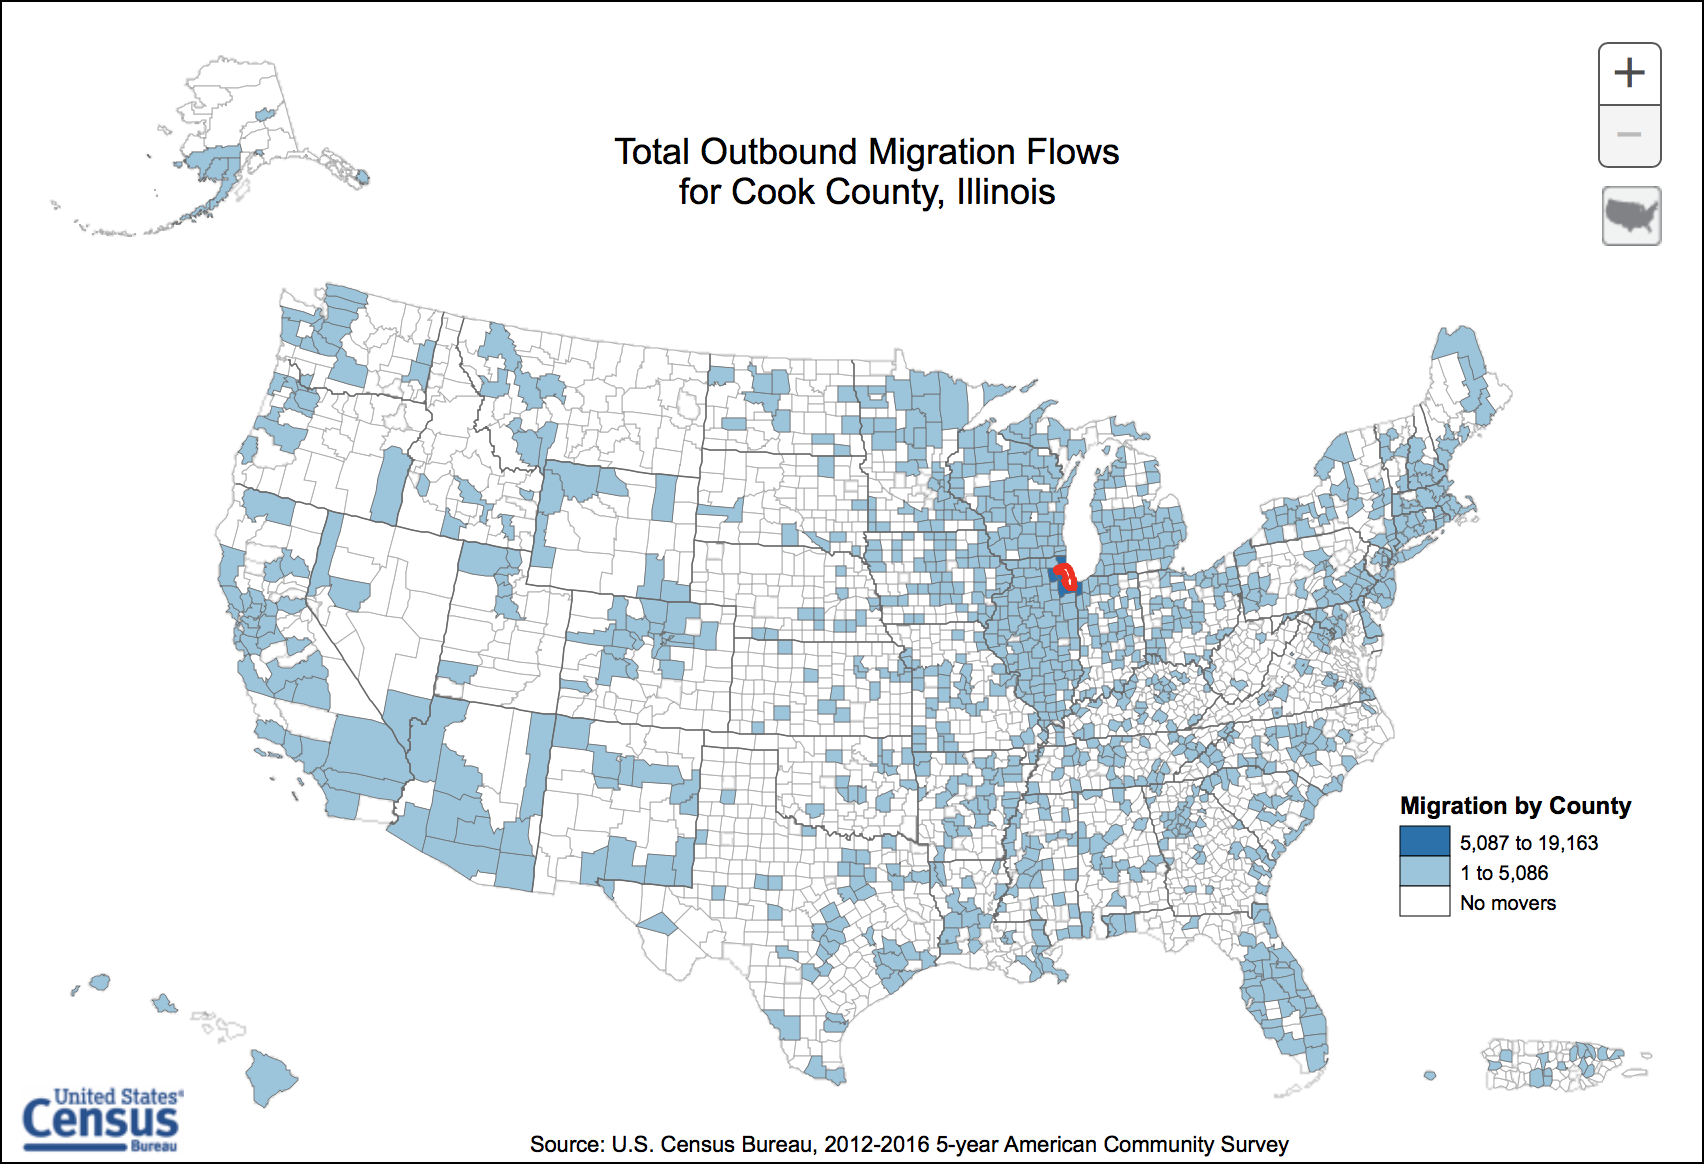 +
−
Total Outbound Migration Flows
for Cook County, Illinois
Migration by County
5,087 to 19,163
1 to 5,086
No movers
United States®
Census
Bureau
Source: U.S. Census Bureau, 2012-2016 5-year American Community Survey